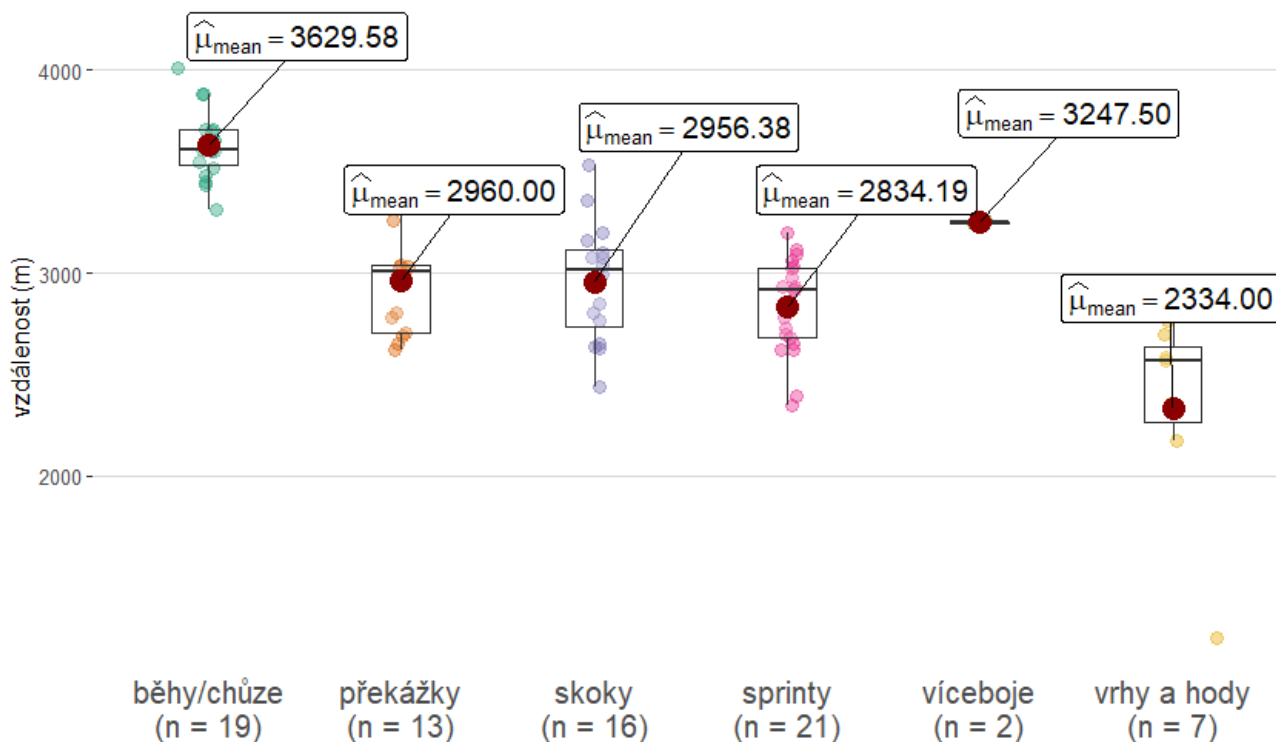 μ̂mean = 3629.58
4000
μ̂mean = 2956.38
μ̂mean = 3247.50
μ̂mean = 2960.00
μ̂mean = 2834.19
3000
μ̂mean = 2334.00
vzdálenost (m)
2000
běhy/chůze
(n = 19)
překážky
(n = 13)
skoky
(n = 16)
sprinty
(n = 21)
víceboje
(n = 2)
vrhy a hody
(n = 7)